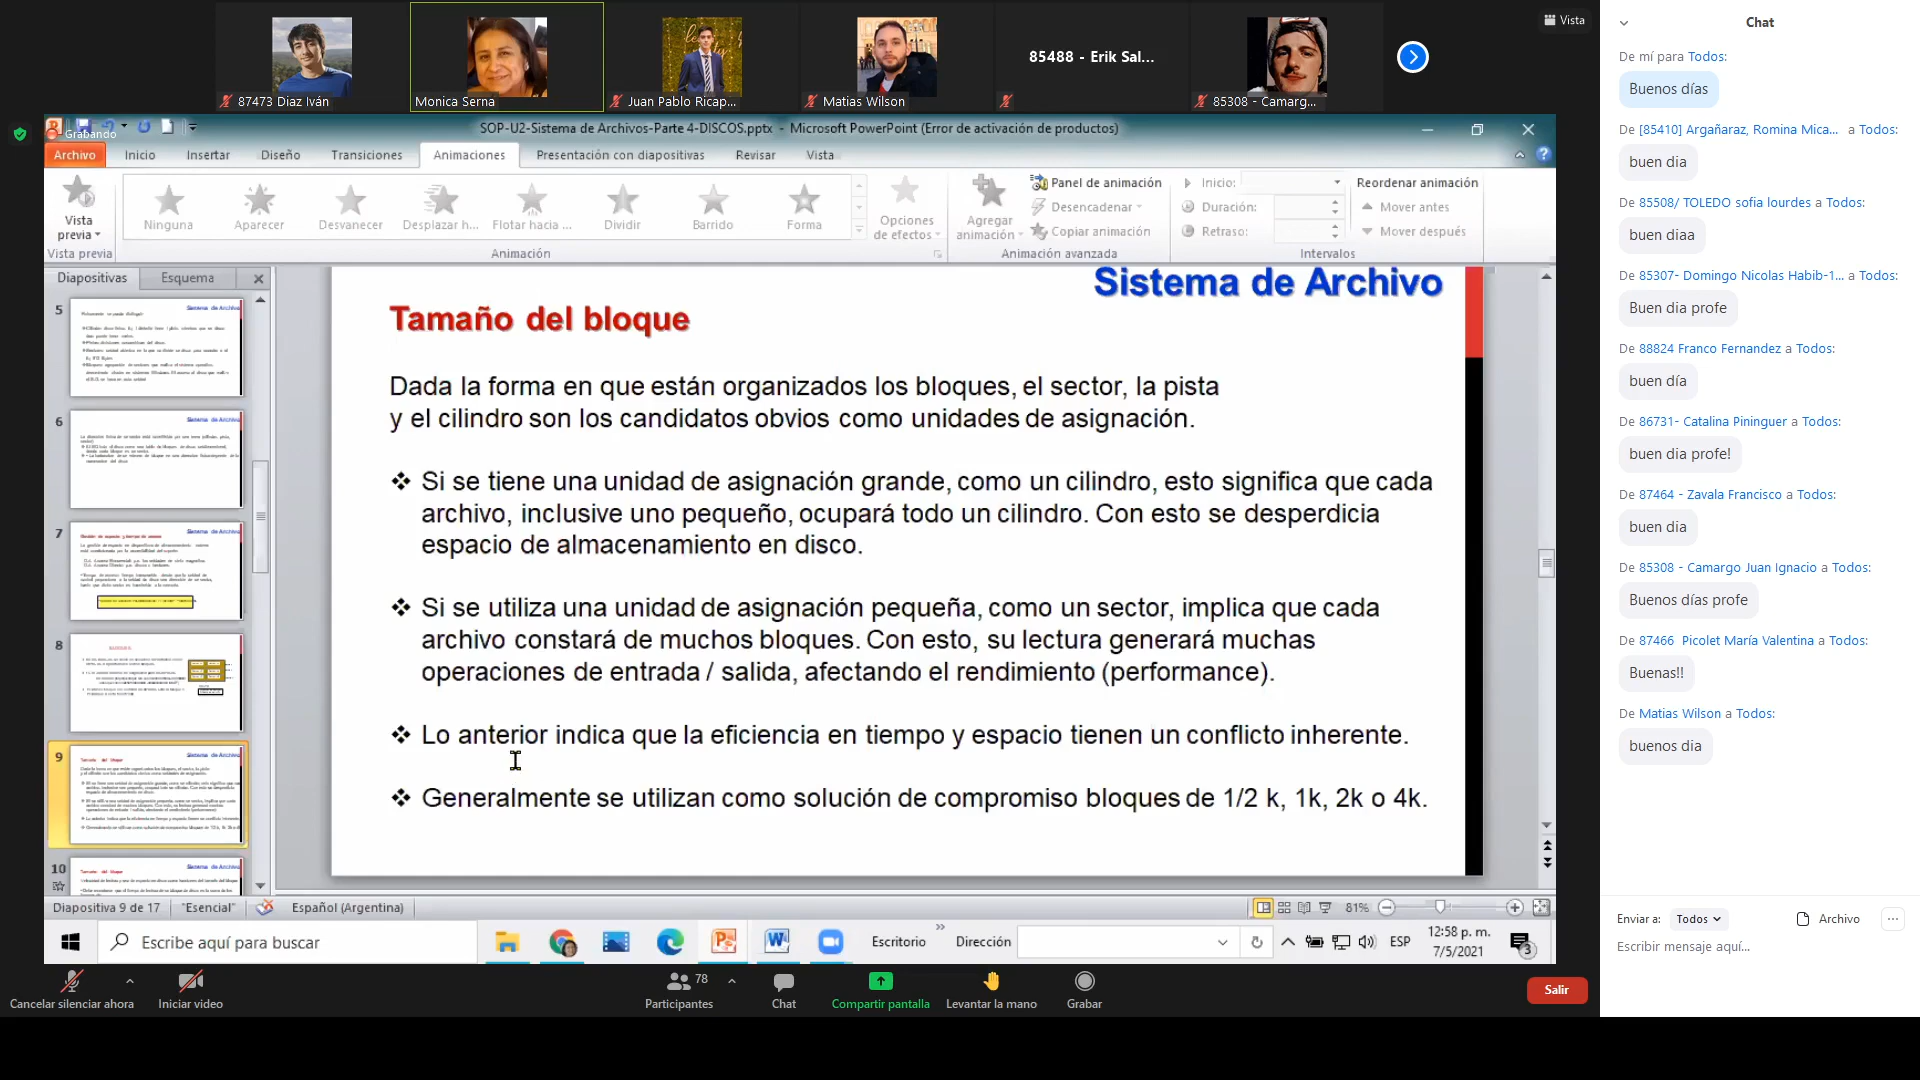 Vista
87473 Diaz Iván
Monica Serna
Juan Pablo Ricap...
Matias Wilson
85488 - Erik Sal...
85308 - Camarg...
Grabando
SOP-U2-Sistema de Archivos-Parte 4-DISCOS.pptx - Microsoft PowerPoint (Error de activación de productos)
Archivo Inicio Insertar Diseño Transiciones Animaciones Presentación con diapositivas Revisar Vista
Vista previa
Ninguna Aparecer Desvanecer Desplazar h... Flotar hacia ... Dividir Barrido Forma
Opciones de efectos
Agregar animación
Panel de animación
Desencadenar
Copiar animación
Inicio:
Duración:
Retraso:
Reordenar animación
Mover antes
Mover después
Vista previa Animación Animación avanzada Intervalos
Diapositivas Esquema
5
6
7
8
9
10
Sistema de Archivo
Tamaño del bloque
Dada la forma en que están organizados los bloques, el sector, la pista
y el cilindro son los candidatos obvios como unidades de asignación.
❖ Si se tiene una unidad de asignación grande, como un cilindro, esto significa que cada
archivo, inclusive uno pequeño, ocupará todo un cilindro. Con esto se desperdicia
espacio de almacenamiento en disco.
❖ Si se utiliza una unidad de asignación pequeña, como un sector, implica que cada
archivo constará de muchos bloques. Con esto, su lectura generará muchas
operaciones de entrada / salida, afectando el rendimiento (performance).
❖ Lo anterior indica que la eficiencia en tiempo y espacio tienen un conflicto inherente.
❖ Generalmente se utilizan como solución de compromiso bloques de 1/2 k, 1k, 2k o 4k.
Diapositiva 9 de 17 "Esencial" Español (Argentina) 81%
Escribe aquí para buscar
Escritorio
Dirección
ESP
12:58 p. m.
7/5/2021
3
Cancelar silenciar ahora
Iniciar video
78
Participantes
Chat
Compartir pantalla
Levantar la mano
Grabar
Salir
Chat
De mí para Todos:
Buenos días
De [85410] Argañaraz, Romina Mica... a Todos:
buen dia
De 85508/ TOLEDO sofia lourdes a Todos:
buen diaa
De 85307- Domingo Nicolas Habib-1... a Todos:
Buen dia profe
De 88824 Franco Fernandez a Todos:
buen día
De 86731- Catalina Pininguer a Todos:
buen dia profe!
De 87464 - Zavala Francisco a Todos:
buen dia
De 85308 - Camargo Juan Ignacio a Todos:
Buenos días profe
De 87466 Picolet María Valentina a Todos:
Buenas!!
De Matias Wilson a Todos:
buenos dia
Enviar a: Todos
Archivo
Escribir mensaje aquí...